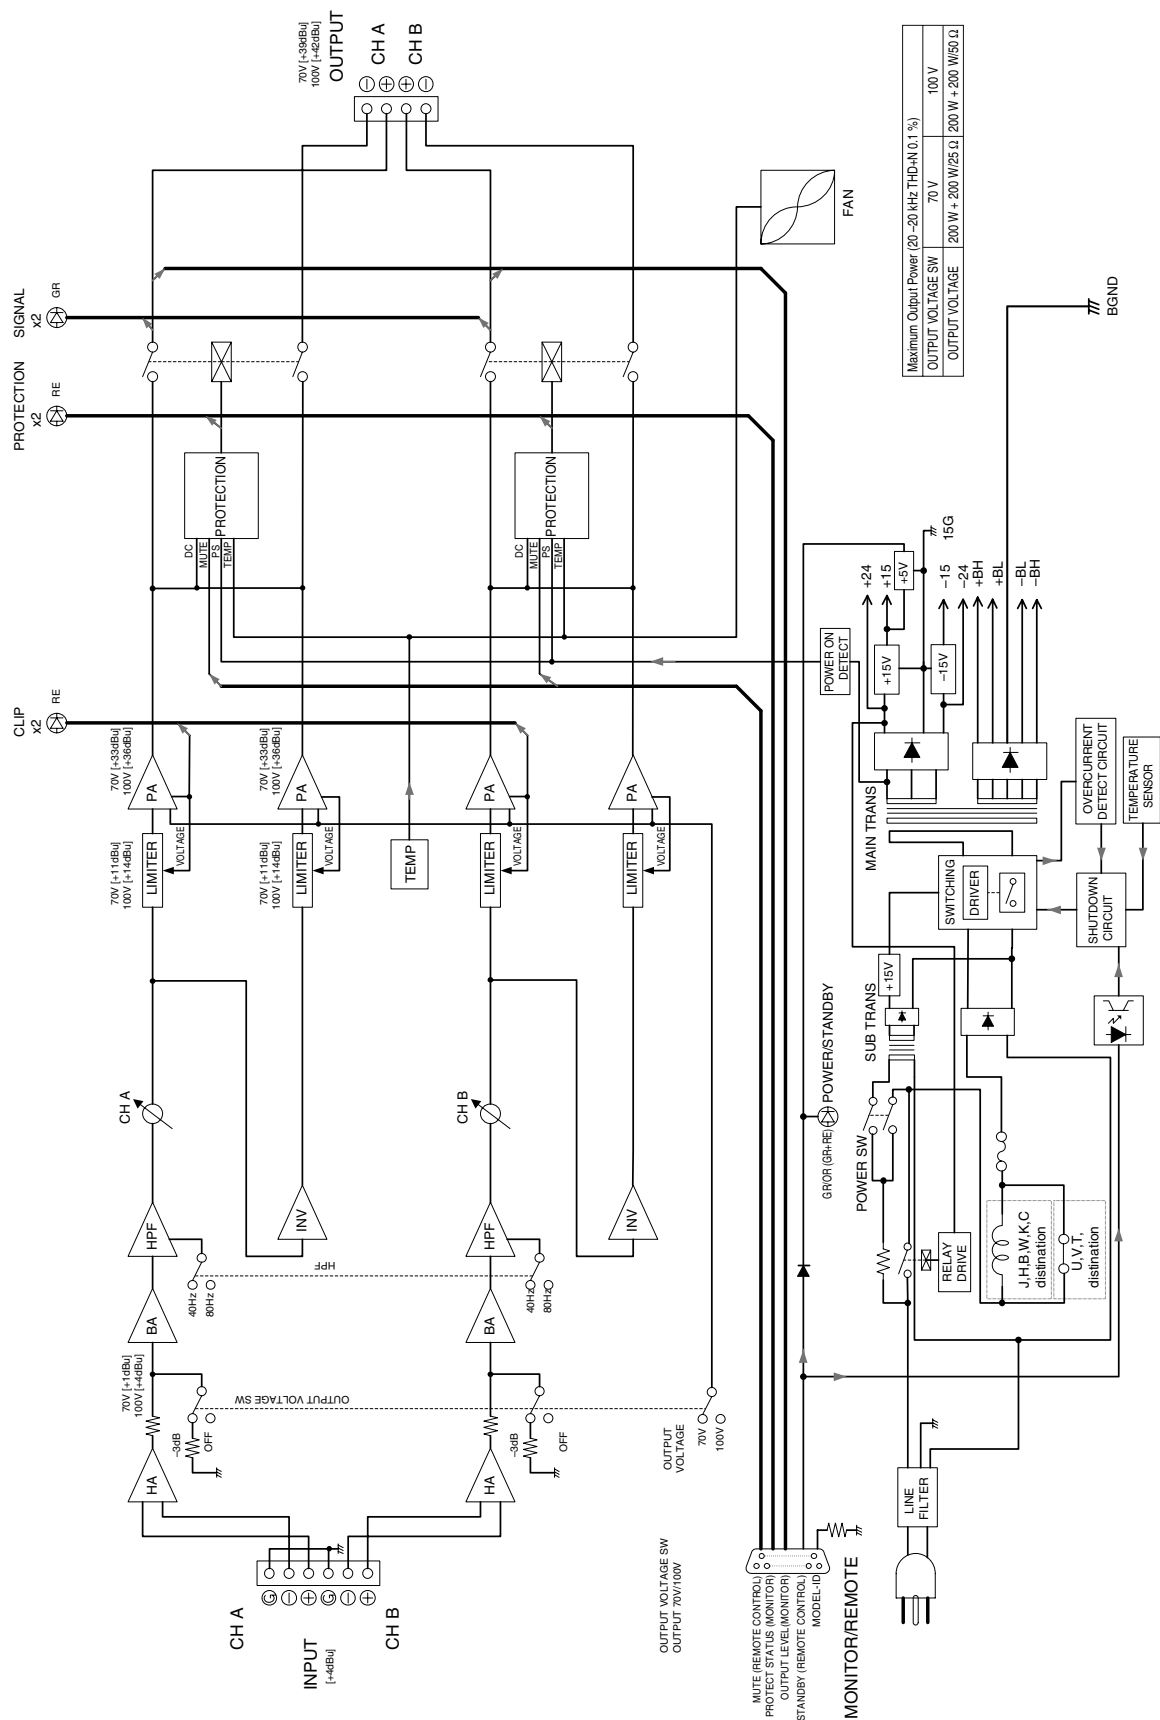 CH A
INPUT
[+4dBu]
CH B
G
−
+
G
−
+
HA
−3dB
OFF
70V [+1dBu]
100V [+4dBu]
BA
40Hz
80Hz
HPF
HPF
INV
CH A
LIMITER
70V [+11dBu]
100V [+14dBu]
VOLTAGE
PA
70V [+33dBu]
100V [+36dBu]
LIMITER
70V [+11dBu]
100V [+14dBu]
VOLTAGE
PA
70V [+33dBu]
100V [+36dBu]
CLIP
x2
RE
DC
MUTE
PS
TEMP
PROTECTION
PROTECTION
x2
RE
SIGNAL
x2
GR
70V [+39dBu]
100V [+42dBu]
OUTPUT
CH A
CH B
−
+
+
−
OUTPUT VOLTAGE SW
HA
−3dB
OFF
BA
40Hz
80Hz
HPF
INV
CH B
TEMP
LIMITER
VOLTAGE
PA
LIMITER
VOLTAGE
PA
DC
MUTE
PS
TEMP
PROTECTION
FAN
OUTPUT
VOLTAGE
70V
100V
OUTPUT VOLTAGE SW
OUTPUT 70V/100V
MUTE (REMOTE CONTROL)
PROTECT STATUS (MONITOR)
OUTPUT LEVEL(MONITOR)
STANDBY (REMOTE CONTROL)
MODEL-ID
MONITOR/REMOTE
GR/OR (GR+RE)
POWER/STANDBY
LINE
FILTER
POWER SW
RELAY
DRIVE
J,H,B,W,K,C
distination
U,V,T,
distination
SUB TRANS
+15V
SWITCHING
DRIVER
MAIN TRANS
SHUTDOWN
CIRCUIT
OVERCURRENT
DETECT CIRCUIT
TEMPERATURE
SENSOR
POWER ON
DETECT
+15V
−15V
+5V
+24
+15
15G
−15
−24
+BH
+BL
−BL
−BH
BGND
Maximum Output Power (20 –20 kHz THD+N 0.1 %)
OUTPUT VOLTAGE SW 70 V 100 V
OUTPUT VOLTAGE 200 W + 200 W/25 Ω 200 W + 200 W/50 Ω